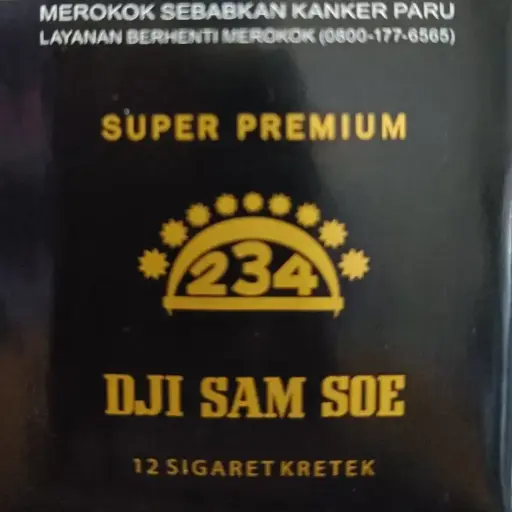 MEROKOK SEBABKAN KANKER PARU
LAYANAN BERHENTI MEROKOK (0800-177-6565)
SUPER PREMIUM
234
DJI SAM SOE
12 SIGARET KRETEK